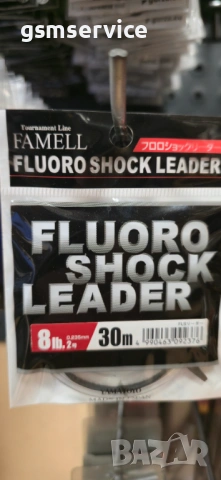 gsmservice
Tournament Line
FAMELL
フロロショックリーダー
FLUORO SHOCK LEADER
FLUORO
SHOCK
LEADER
8lb. 2号
30m
YAMATOYO
bazar